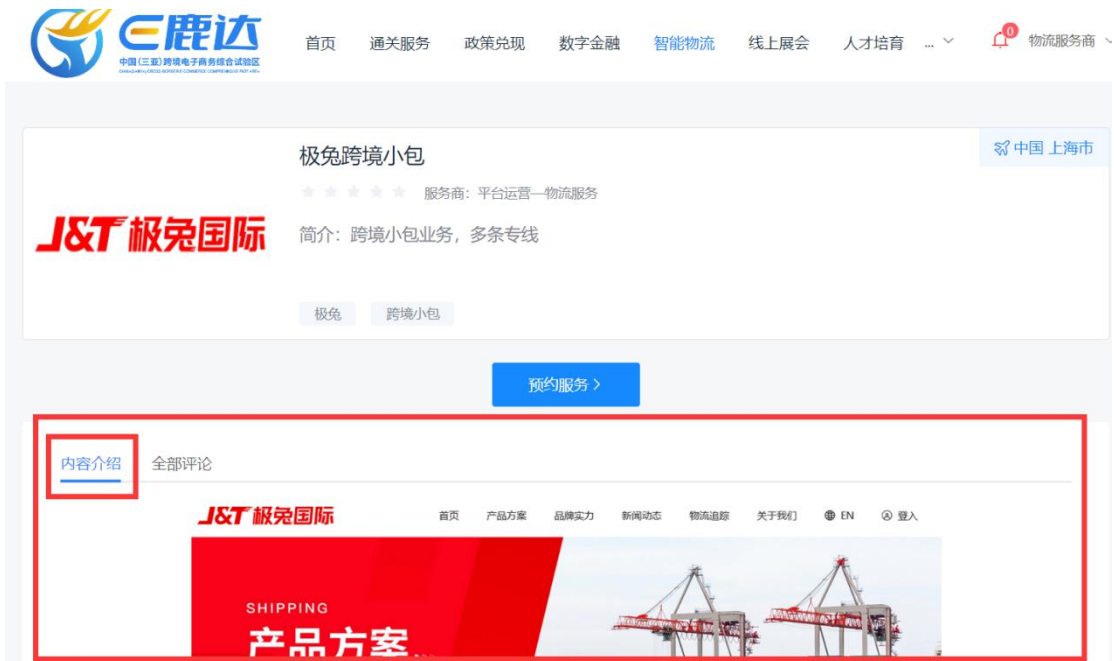 E鹿达
中国(三亚)跨境电子商务综合试验区
首页 通关服务 政策兑现 数字金融 智能物流 线上展会 人才培育 ... 0 物流服务商
极兔跨境小包
中国 上海市
服务商：平台运营—物流服务
J&T 极兔国际
简介：跨境小包业务，多条专线
极兔 跨境小包
预约服务 >
内容介绍 全部评论
J&T 极兔国际 首页 产品方案 品牌实力 新闻动态 物流追踪 关于我们 EN 登入
SHIPPING
产品方案